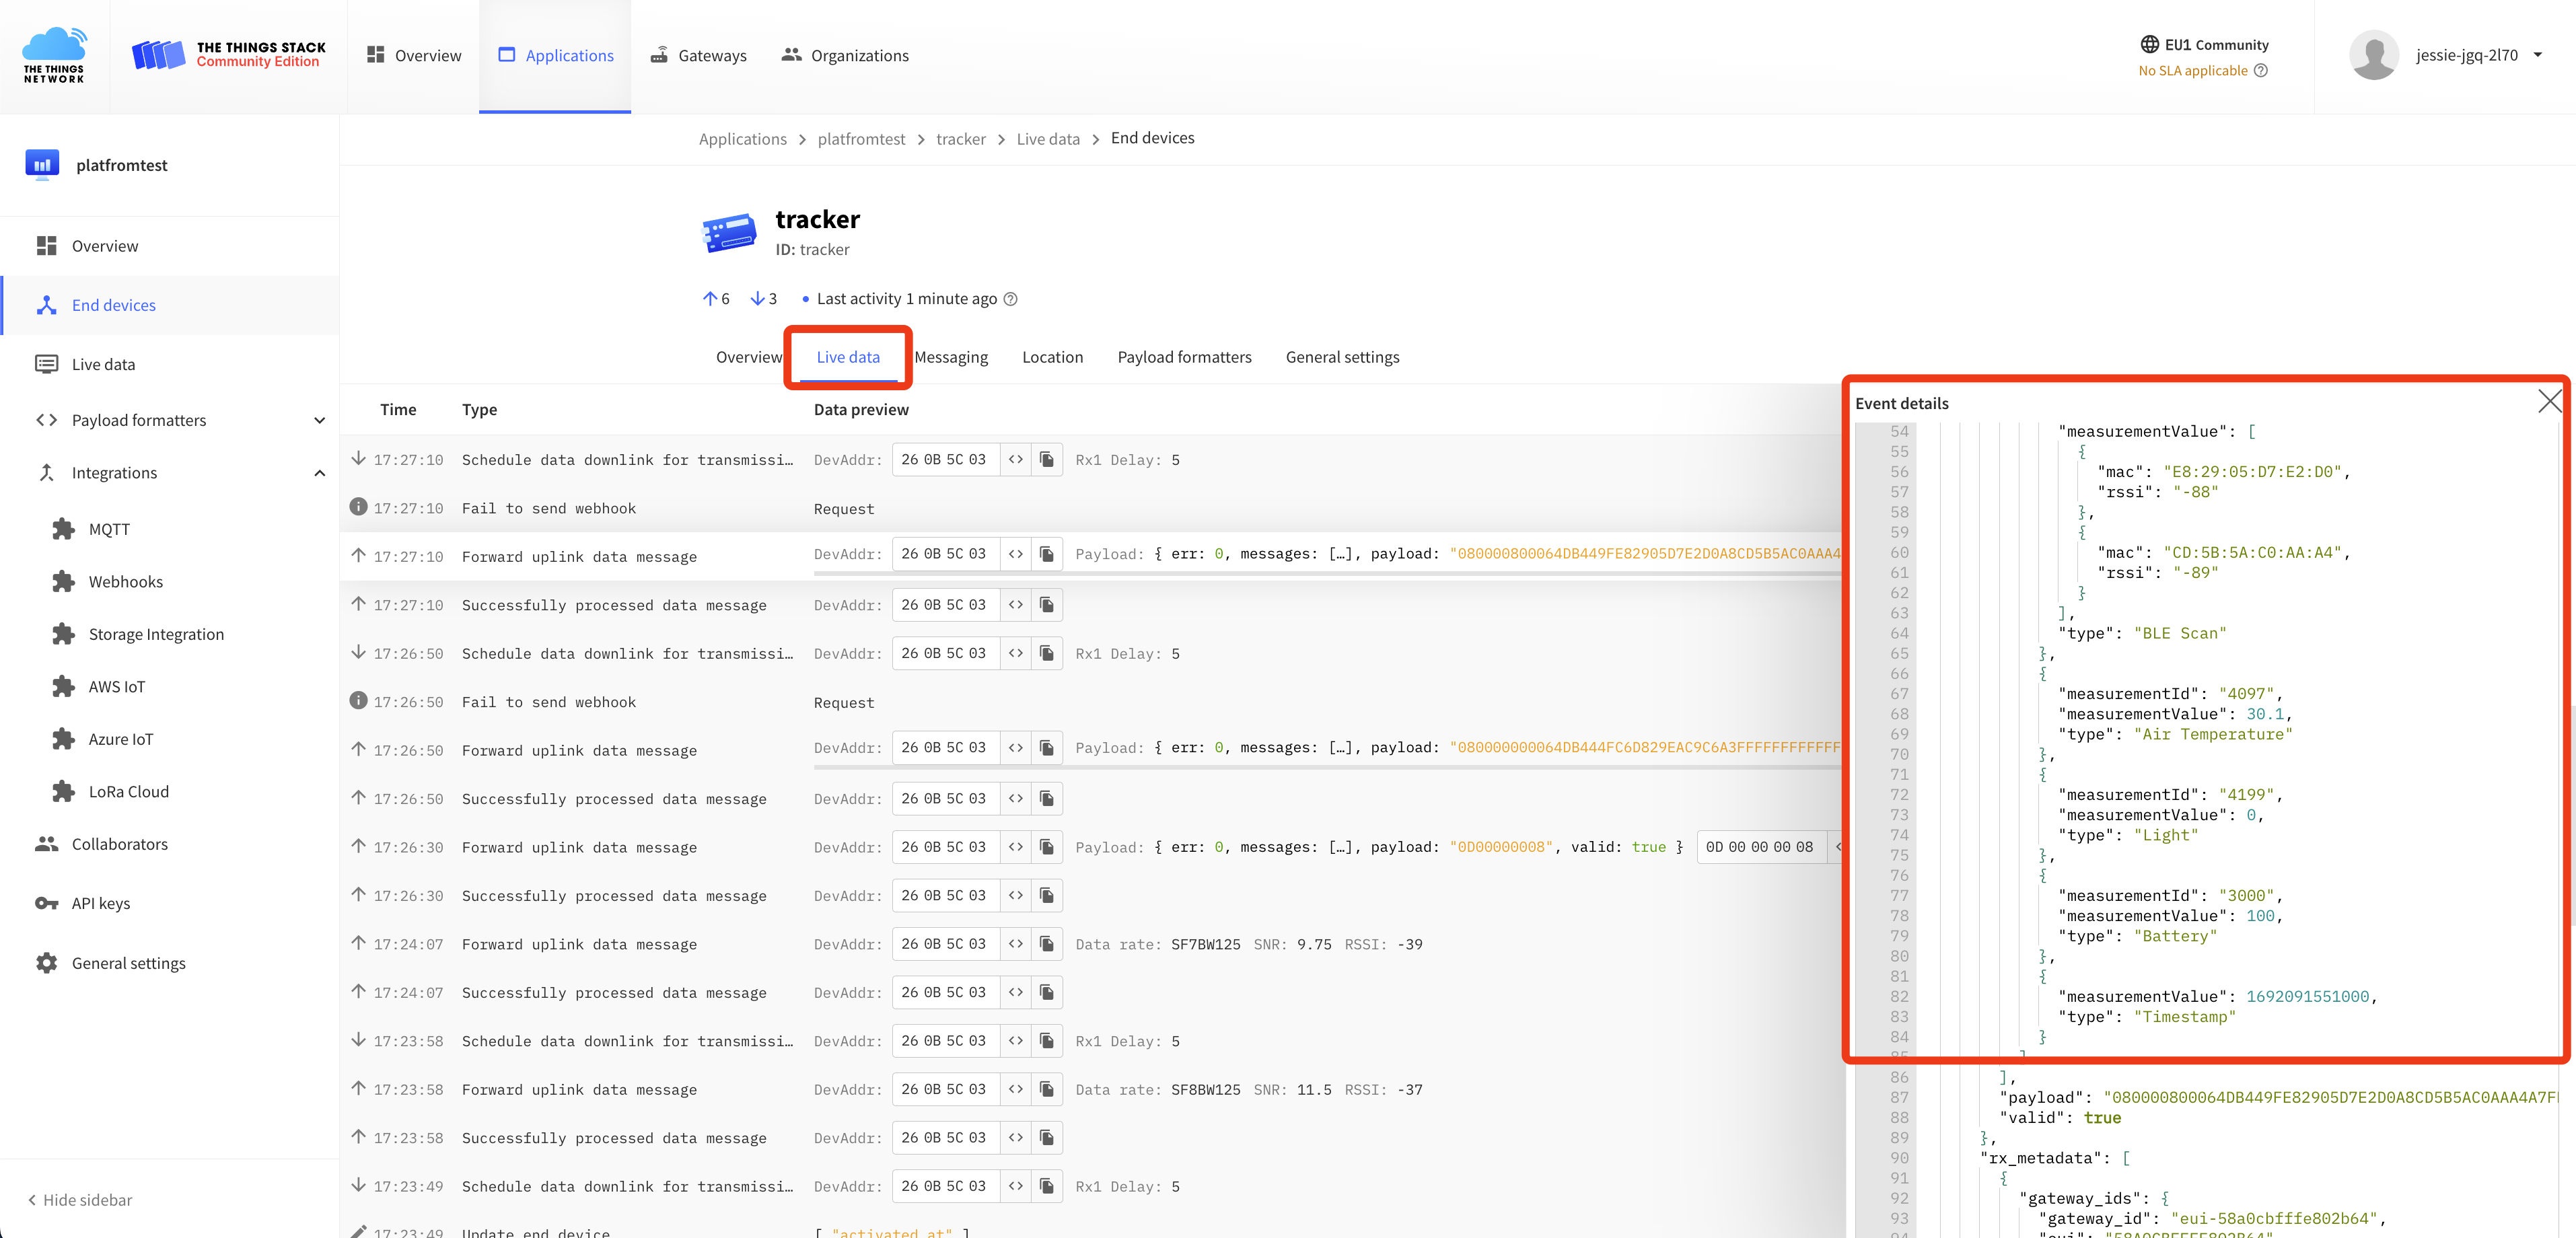 THE THINGS NETWORK
THE THINGS STACK
Community Edition
Overview
Applications
Gateways
Organizations
EU1 Community
No SLA applicable
jessie-jgq-2l70
platfromtest
Overview
End devices
Live data
Payload formatters
Integrations
MQTT
Webhooks
Storage Integration
AWS IoT
Azure IoT
LoRa Cloud
Collaborators
API keys
General settings
Hide sidebar
Applications > platfromtest > tracker > Live data > End devices
tracker
ID: tracker
6 3 • Last activity 1 minute ago
Overview Live data Messaging Location Payload formatters General settings
Time Type Data preview
17:27:10 Schedule data downlink for transmissi… DevAddr: 26 0B 5C 03 <> Rx1 Delay: 5
17:27:10 Fail to send webhook Request
17:27:10 Forward uplink data message DevAddr: 26 0B 5C 03 <> Payload: { err: 0, messages: […], payload: "080000800064DB449FE82905D7E2D0A8CD5B5AC0AAA4
17:27:10 Successfully processed data message DevAddr: 26 0B 5C 03 <>
17:26:50 Schedule data downlink for transmissi… DevAddr: 26 0B 5C 03 <> Rx1 Delay: 5
17:26:50 Fail to send webhook Request
17:26:50 Forward uplink data message DevAddr: 26 0B 5C 03 <> Payload: { err: 0, messages: […], payload: "080000000064DB444FC6D829EAC9C6A3FFFFFFFFFFFF
17:26:50 Successfully processed data message DevAddr: 26 0B 5C 03 <>
17:26:30 Forward uplink data message DevAddr: 26 0B 5C 03 <> Payload: { err: 0, messages: […], payload: "0D00000008", valid: true } 0D 00 00 00 08 <
17:26:30 Successfully processed data message DevAddr: 26 0B 5C 03 <>
17:24:07 Forward uplink data message DevAddr: 26 0B 5C 03 <> Data rate: SF7BW125 SNR: 9.75 RSSI: -39
17:24:07 Successfully processed data message DevAddr: 26 0B 5C 03 <>
17:23:58 Schedule data downlink for transmissi… DevAddr: 26 0B 5C 03 <> Rx1 Delay: 5
17:23:58 Forward uplink data message DevAddr: 26 0B 5C 03 <> Data rate: SF8BW125 SNR: 11.5 RSSI: -37
17:23:58 Successfully processed data message DevAddr: 26 0B 5C 03 <>
17:23:49 Schedule data downlink for transmissi… DevAddr: 26 0B 5C 03 <> Rx1 Delay: 5
17:23:49 Update end device [ "activated_at" ]
Event details
54 "measurementValue": [
55 {
56 "mac": "E8:29:05:D7:E2:D0",
57 "rssi": "-88"
58 },
59 {
60 "mac": "CD:5B:5A:C0:AA:A4",
61 "rssi": "-89"
62 }
63 ],
64 "type": "BLE Scan"
65 },
66 {
67 "measurementId": "4097",
68 "measurementValue": 30.1,
69 "type": "Air Temperature"
70 },
71 {
72 "measurementId": "4199",
73 "measurementValue": 0,
74 "type": "Light"
75 },
76 {
77 "measurementId": "3000",
78 "measurementValue": 100,
79 "type": "Battery"
80 },
81 {
82 "measurementValue": 1692091551000,
83 "type": "Timestamp"
84 }
85 ]
86 ],
87 "payload": "080000800064DB449FE82905D7E2D0A8CD5B5AC0AAA4A7F
88 "valid": true
89 },
90 "rx_metadata": [
91 {
92 "gateway_ids": {
93 "gateway_id": "eui-58a0cbfffe802b64",
94 "eui": "58A0CBFFFE802B64"